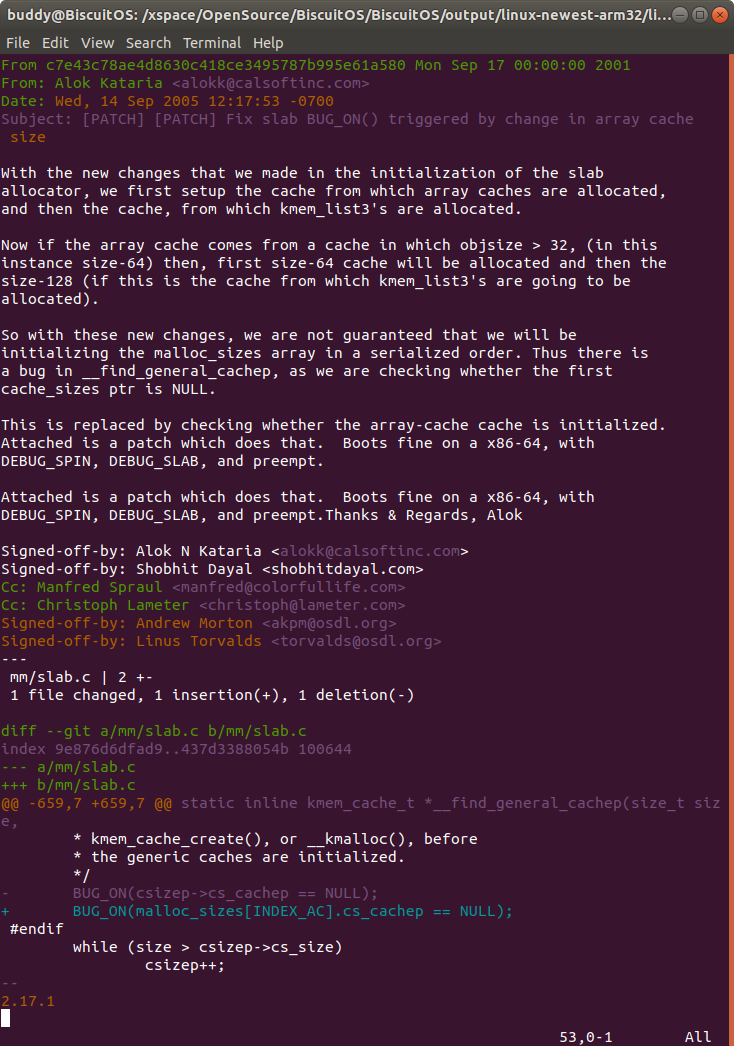 buddy@BiscuitOS: /xspace/OpenSource/BiscuitOS/BiscuitOS/output/linux-newest-arm32/li...
File Edit View Search Terminal Help
From c7e43c78ae4d8630c418ce3495787b995e61a580 Mon Sep 17 00:00:00 2001
From: Alok Kataria <alokk@calsoftinc.com>
Date: Wed, 14 Sep 2005 12:17:53 -0700
Subject: [PATCH] [PATCH] Fix slab BUG_ON() triggered by change in array cache
 size

With the new changes that we made in the initialization of the slab
allocator, we first setup the cache from which array caches are allocated,
and then the cache, from which kmem_list3's are allocated.

Now if the array cache comes from a cache in which objsize > 32, (in this
instance size-64) then, first size-64 cache will be allocated and then the
size-128 (if this is the cache from which kmem_list3's are going to be
allocated).

So with these new changes, we are not guaranteed that we will be
initializing the malloc_sizes array in a serialized order. Thus there is
a bug in __find_general_cachep, as we are checking whether the first
cache_sizes ptr is NULL.

This is replaced by checking whether the array-cache cache is initialized.
Attached is a patch which does that.  Boots fine on a x86-64, with
DEBUG_SPIN, DEBUG_SLAB, and preempt.

Attached is a patch which does that.  Boots fine on a x86-64, with
DEBUG_SPIN, DEBUG_SLAB, and preempt.Thanks & Regards, Alok

Signed-off-by: Alok N Kataria <alokk@calsoftinc.com>
Signed-off-by: Shobhit Dayal <shobhitdayal.com>
Cc: Manfred Spraul <manfred@colorfullife.com>
Cc: Christoph Lameter <christoph@lameter.com>
Signed-off-by: Andrew Morton <akpm@osdl.org>
Signed-off-by: Linus Torvalds <torvalds@osdl.org>
---
 mm/slab.c | 2 +-
 1 file changed, 1 insertion(+), 1 deletion(-)

diff --git a/mm/slab.c b/mm/slab.c
index 9e876d6dfad9..437d3388054b 100644
--- a/mm/slab.c
+++ b/mm/slab.c
@@ -659,7 +659,7 @@ static inline kmem_cache_t *__find_general_cachep(size_t siz
e,
        * kmem_cache_create(), or __kmalloc(), before
        * the generic caches are initialized.
        */
-       BUG_ON(csizep->cs_cachep == NULL);
+       BUG_ON(malloc_sizes[INDEX_AC].cs_cachep == NULL);
 #endif
        while (size > csizep->cs_size)
                csizep++;
--
2.17.1
53,0-1 All